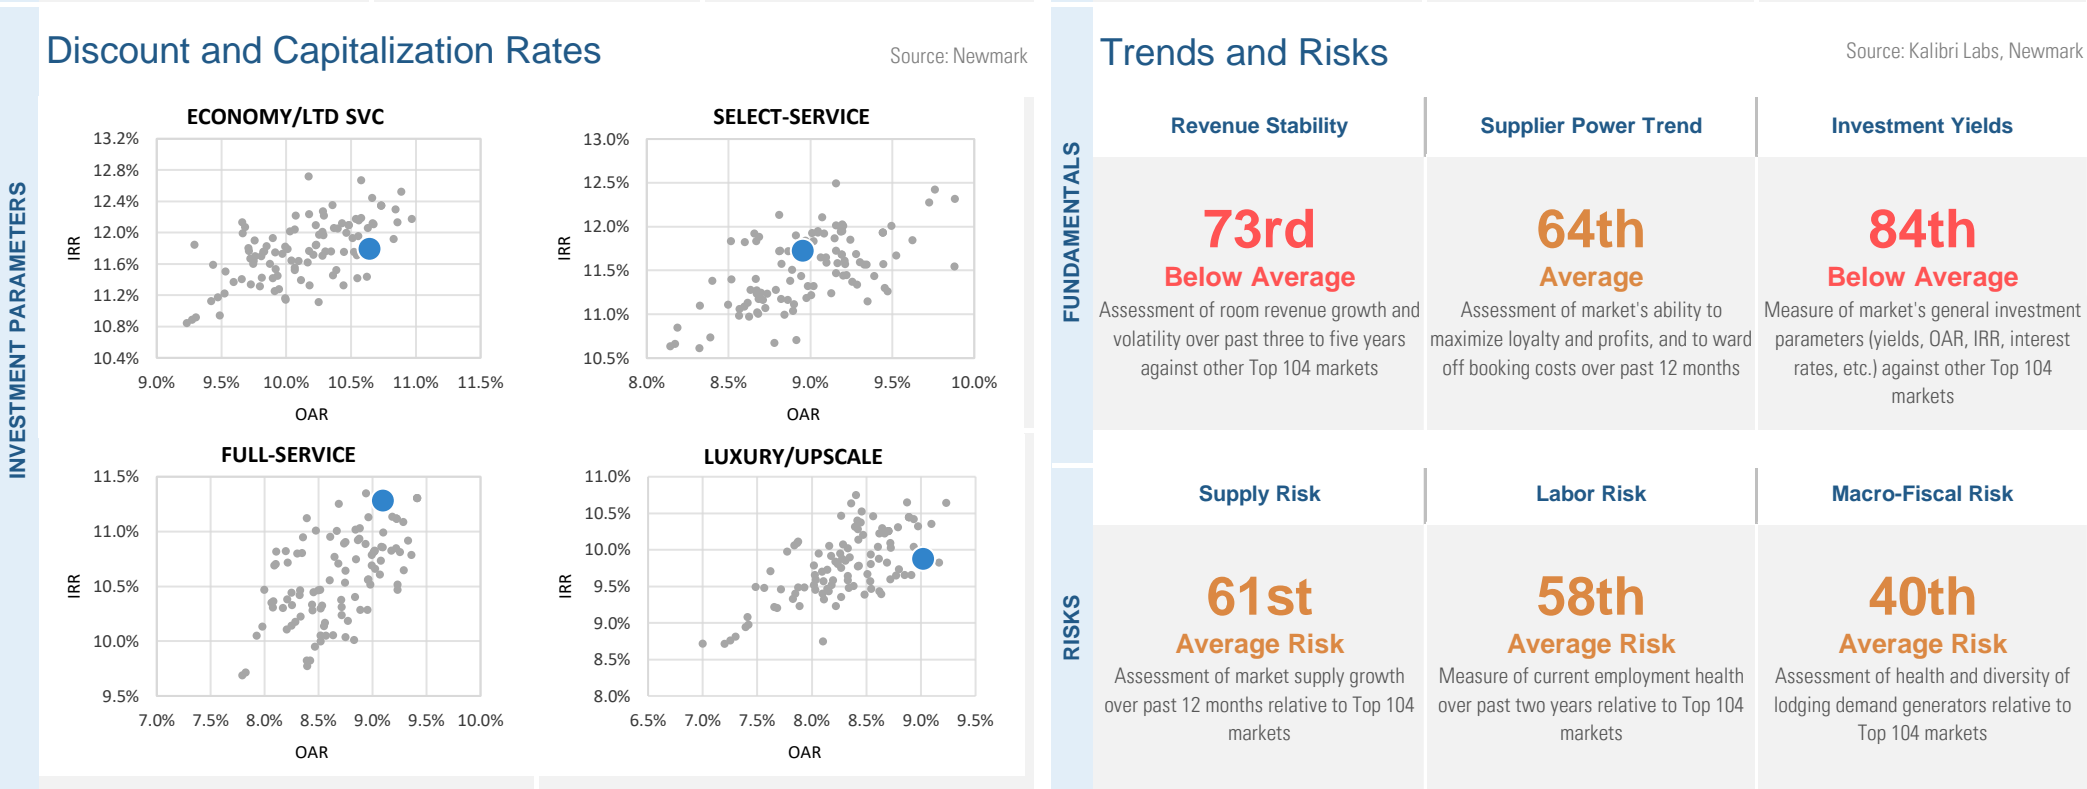 INVESTMENT PARAMETERS
Discount and Capitalization Rates
Source: Newmark
ECONOMY/LTD SVC
13.2%
12.8%
12.4%
12.0%
11.6%
11.2%
10.8%
10.4%
IRR
9.0% 9.5% 10.0% 10.5% 11.0% 11.5%
OAR
SELECT-SERVICE
13.0%
12.5%
12.0%
11.5%
11.0%
10.5%
IRR
8.0% 8.5% 9.0% 9.5% 10.0%
OAR
FULL-SERVICE
11.5%
11.0%
10.5%
10.0%
9.5%
IRR
7.0% 7.5% 8.0% 8.5% 9.0% 9.5% 10.0%
OAR
LUXURY/UPSCALE
11.0%
10.5%
10.0%
9.5%
9.0%
8.5%
8.0%
IRR
6.5% 7.0% 7.5% 8.0% 8.5% 9.0% 9.5%
OAR
Trends and Risks
Source: Kalibri Labs, Newmark
FUNDAMENTALS
Revenue Stability
73rd
Below Average
Assessment of room revenue growth and
volatility over past three to five years
against other Top 104 markets
Supplier Power Trend
64th
Average
Assessment of market's ability to
maximize loyalty and profits, and to ward
off booking costs over past 12 months
Investment Yields
84th
Below Average
Measure of market's general investment
parameters (yields, OAR, IRR, interest
rates, etc.) against other Top 104
markets
RISKS
Supply Risk
61st
Average Risk
Assessment of market supply growth
over past 12 months relative to Top 104
markets
Labor Risk
58th
Average Risk
Measure of current employment health
over past two years relative to Top 104
markets
Macro-Fiscal Risk
40th
Average Risk
Assessment of health and diversity of
lodging demand generators relative to
Top 104 markets